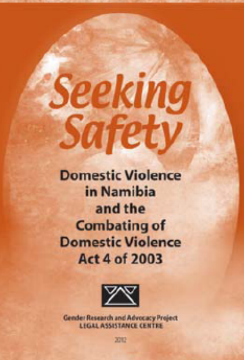 Seeking
Safety
Domestic Violence
in Namibia
and the
Combating of
Domestic Violence
Act 4 of 2003
Gender Research and Advocacy Project
LEGAL ASSISTANCE CENTRE
2012